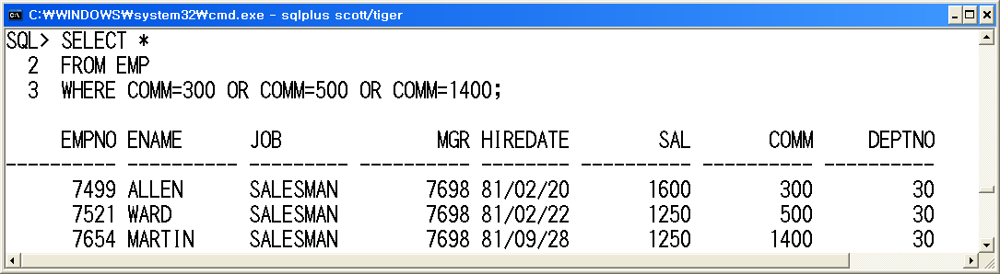 C:₩WINDOWS₩system32₩cmd.exe - sqlplus scott/tiger
SQL> SELECT *
  2  FROM EMP
  3  WHERE COMM=300 OR COMM=500 OR COMM=1400;
     EMPNO ENAME      JOB              MGR HIREDATE        SAL       COMM     DEPTNO
---------- ---------- --------- ---------- -------- ---------- ---------- ----------
      7499 ALLEN      SALESMAN        7698 81/02/20       1600        300         30
      7521 WARD       SALESMAN        7698 81/02/22       1250        500         30
      7654 MARTIN     SALESMAN        7698 81/09/28       1250       1400         30